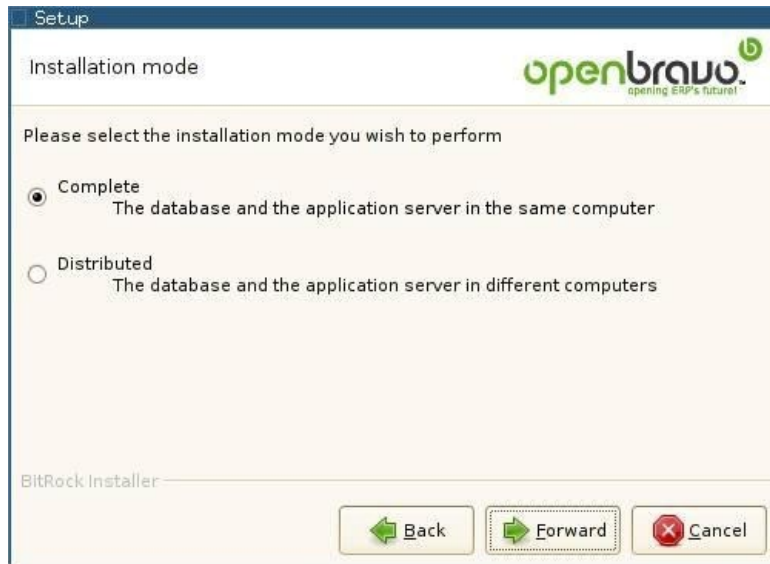 Setup
Installation mode
openbravo™
opening ERP's future!
Please select the installation mode you wish to perform
Complete
The database and the application server in the same computer
Distributed
The database and the application server in different computers
BitRock Installer
Back
Forward
Cancel